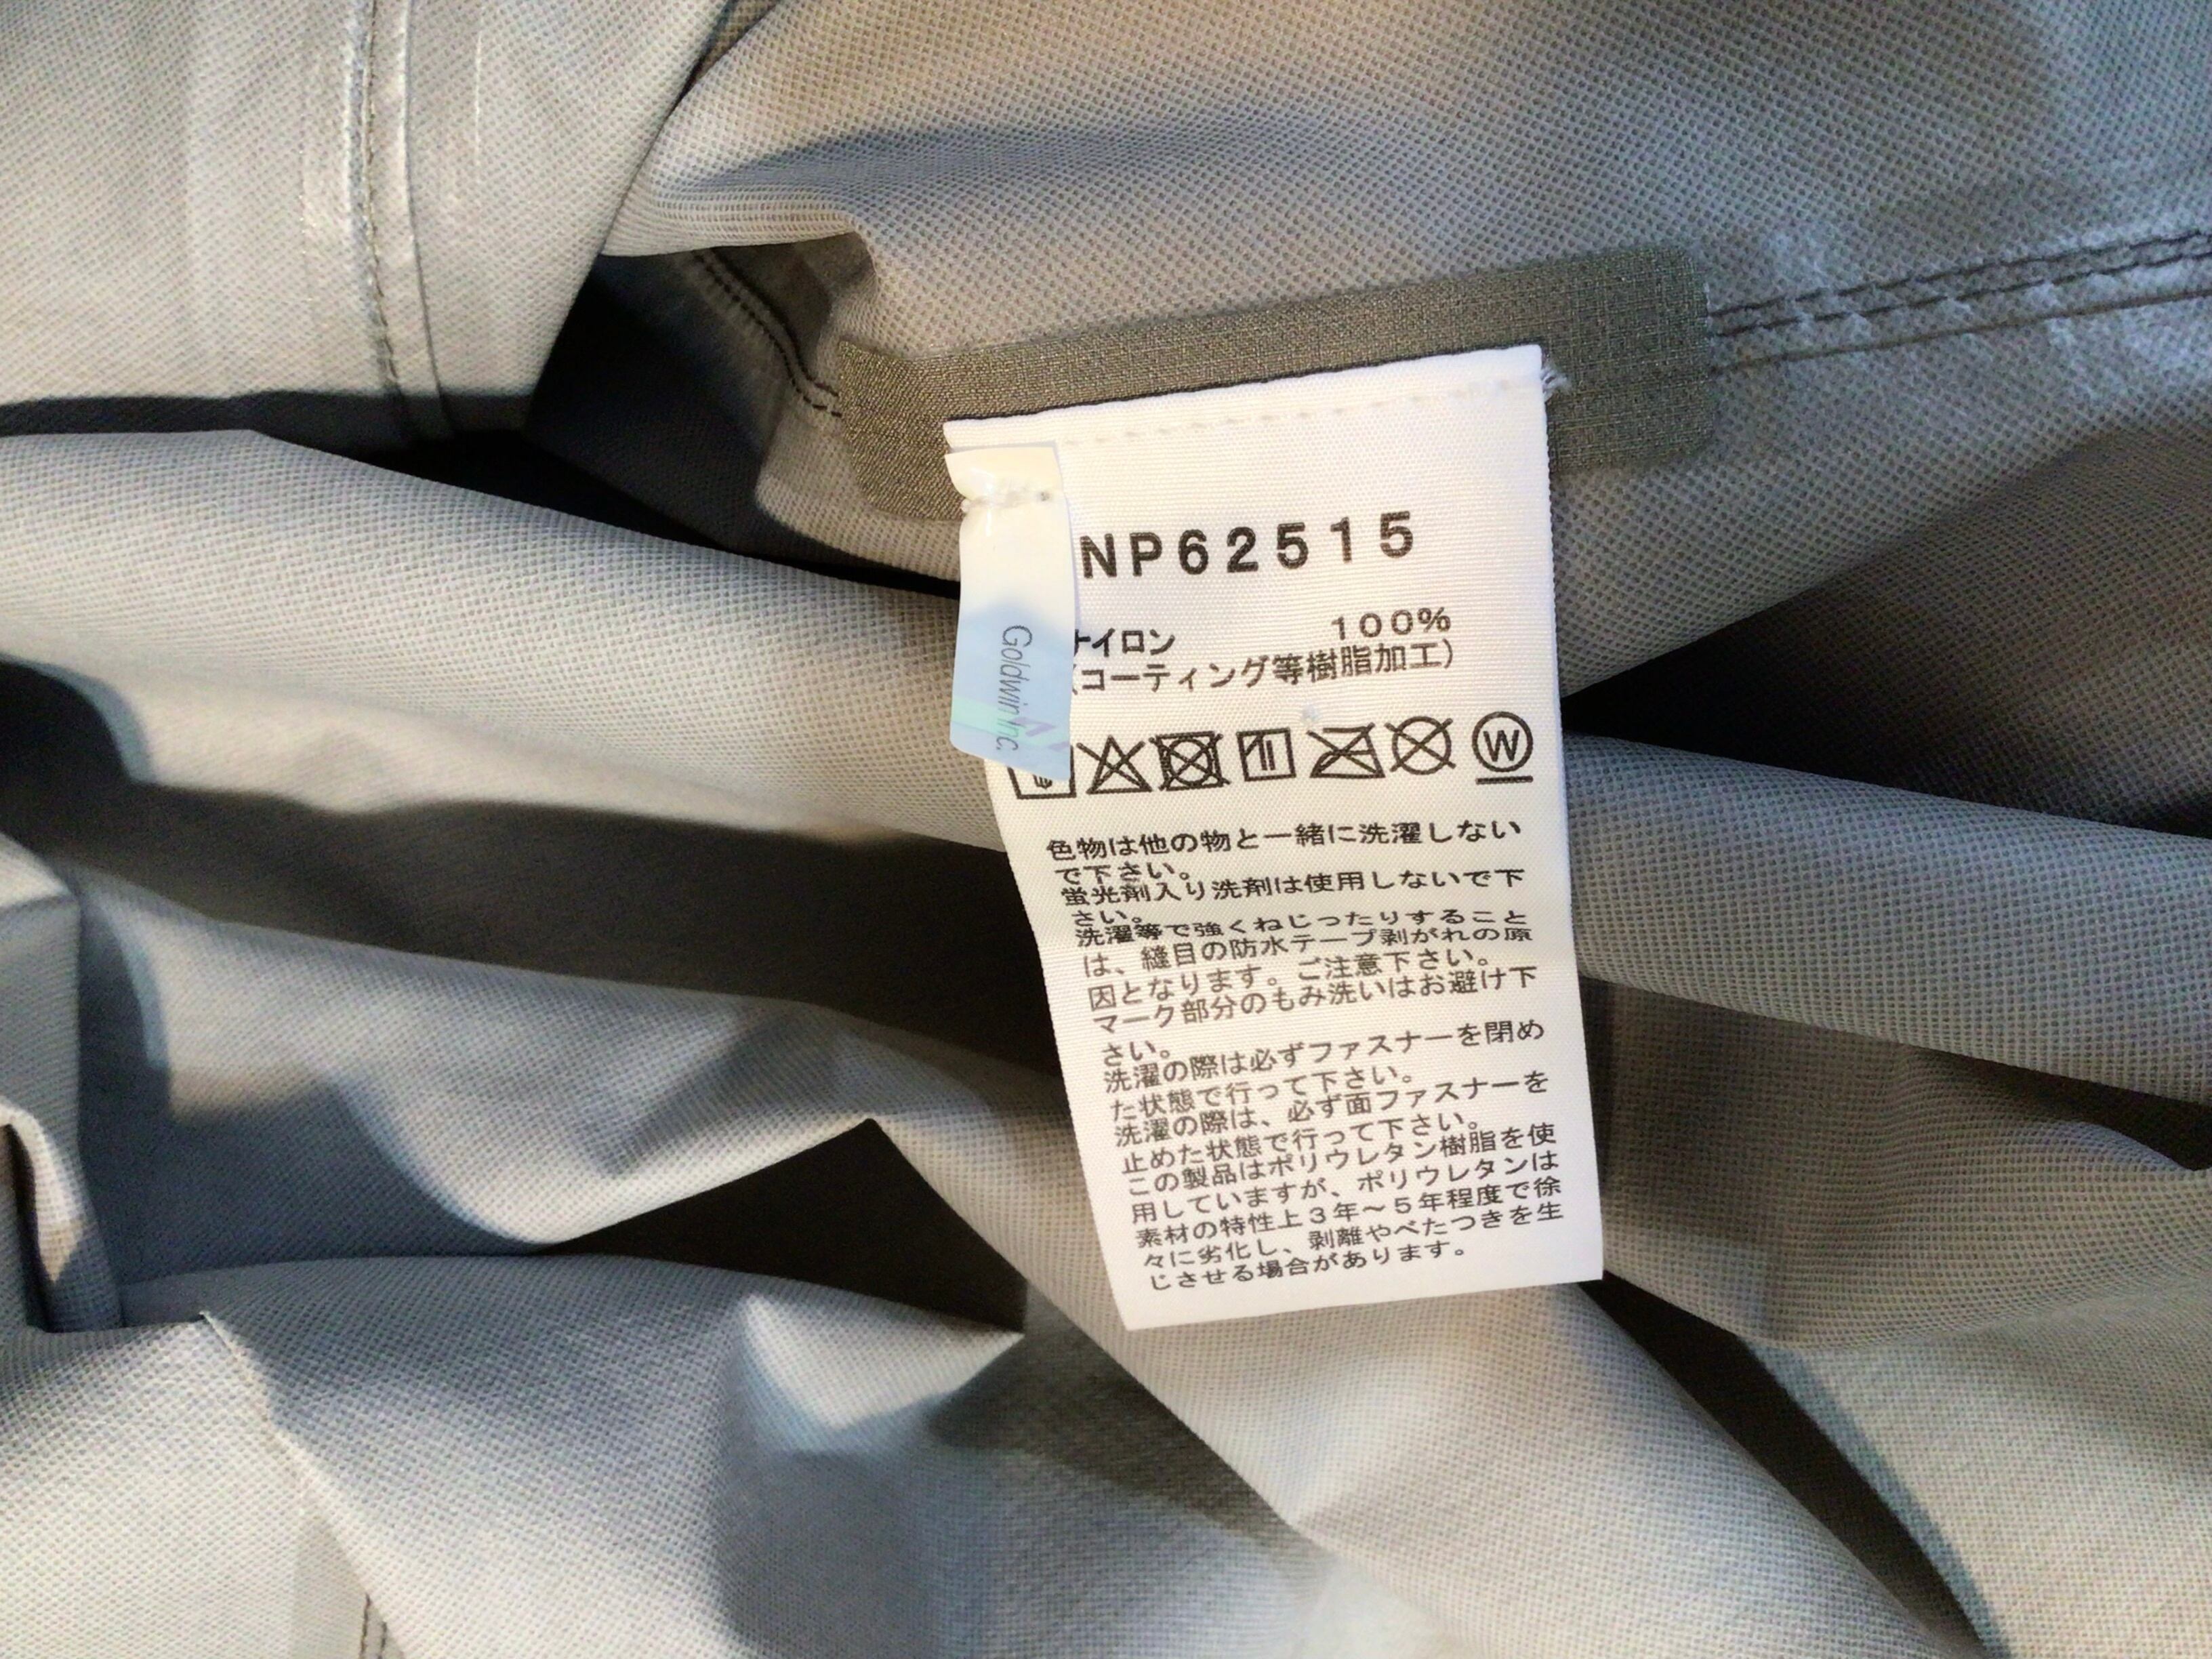 NP62515
Goldwin Inc.
ナイロン 100%
(コーティング等樹脂加工)
W
色物は他の物と一緒に洗濯しない
で下さい。
蛍光剤入り洗剤は使用しないで下
さい。
洗濯等で強くねじったりすること
は、縫目の防水テープ剥がれの原
因となります。ご注意下さい。
マーク部分のもみ洗いはお避け下
さい。
洗濯の際は必ずファスナーを閉め
た状態で行って下さい。
洗濯の際は、必ず面ファスナーを
止めた状態で行って下さい。
この製品はポリウレタン樹脂を使
用していますが、ポリウレタンは
素材の特性上3年～5年程度で徐
々に劣化し、剥離やべたつきを生
じさせる場合があります。